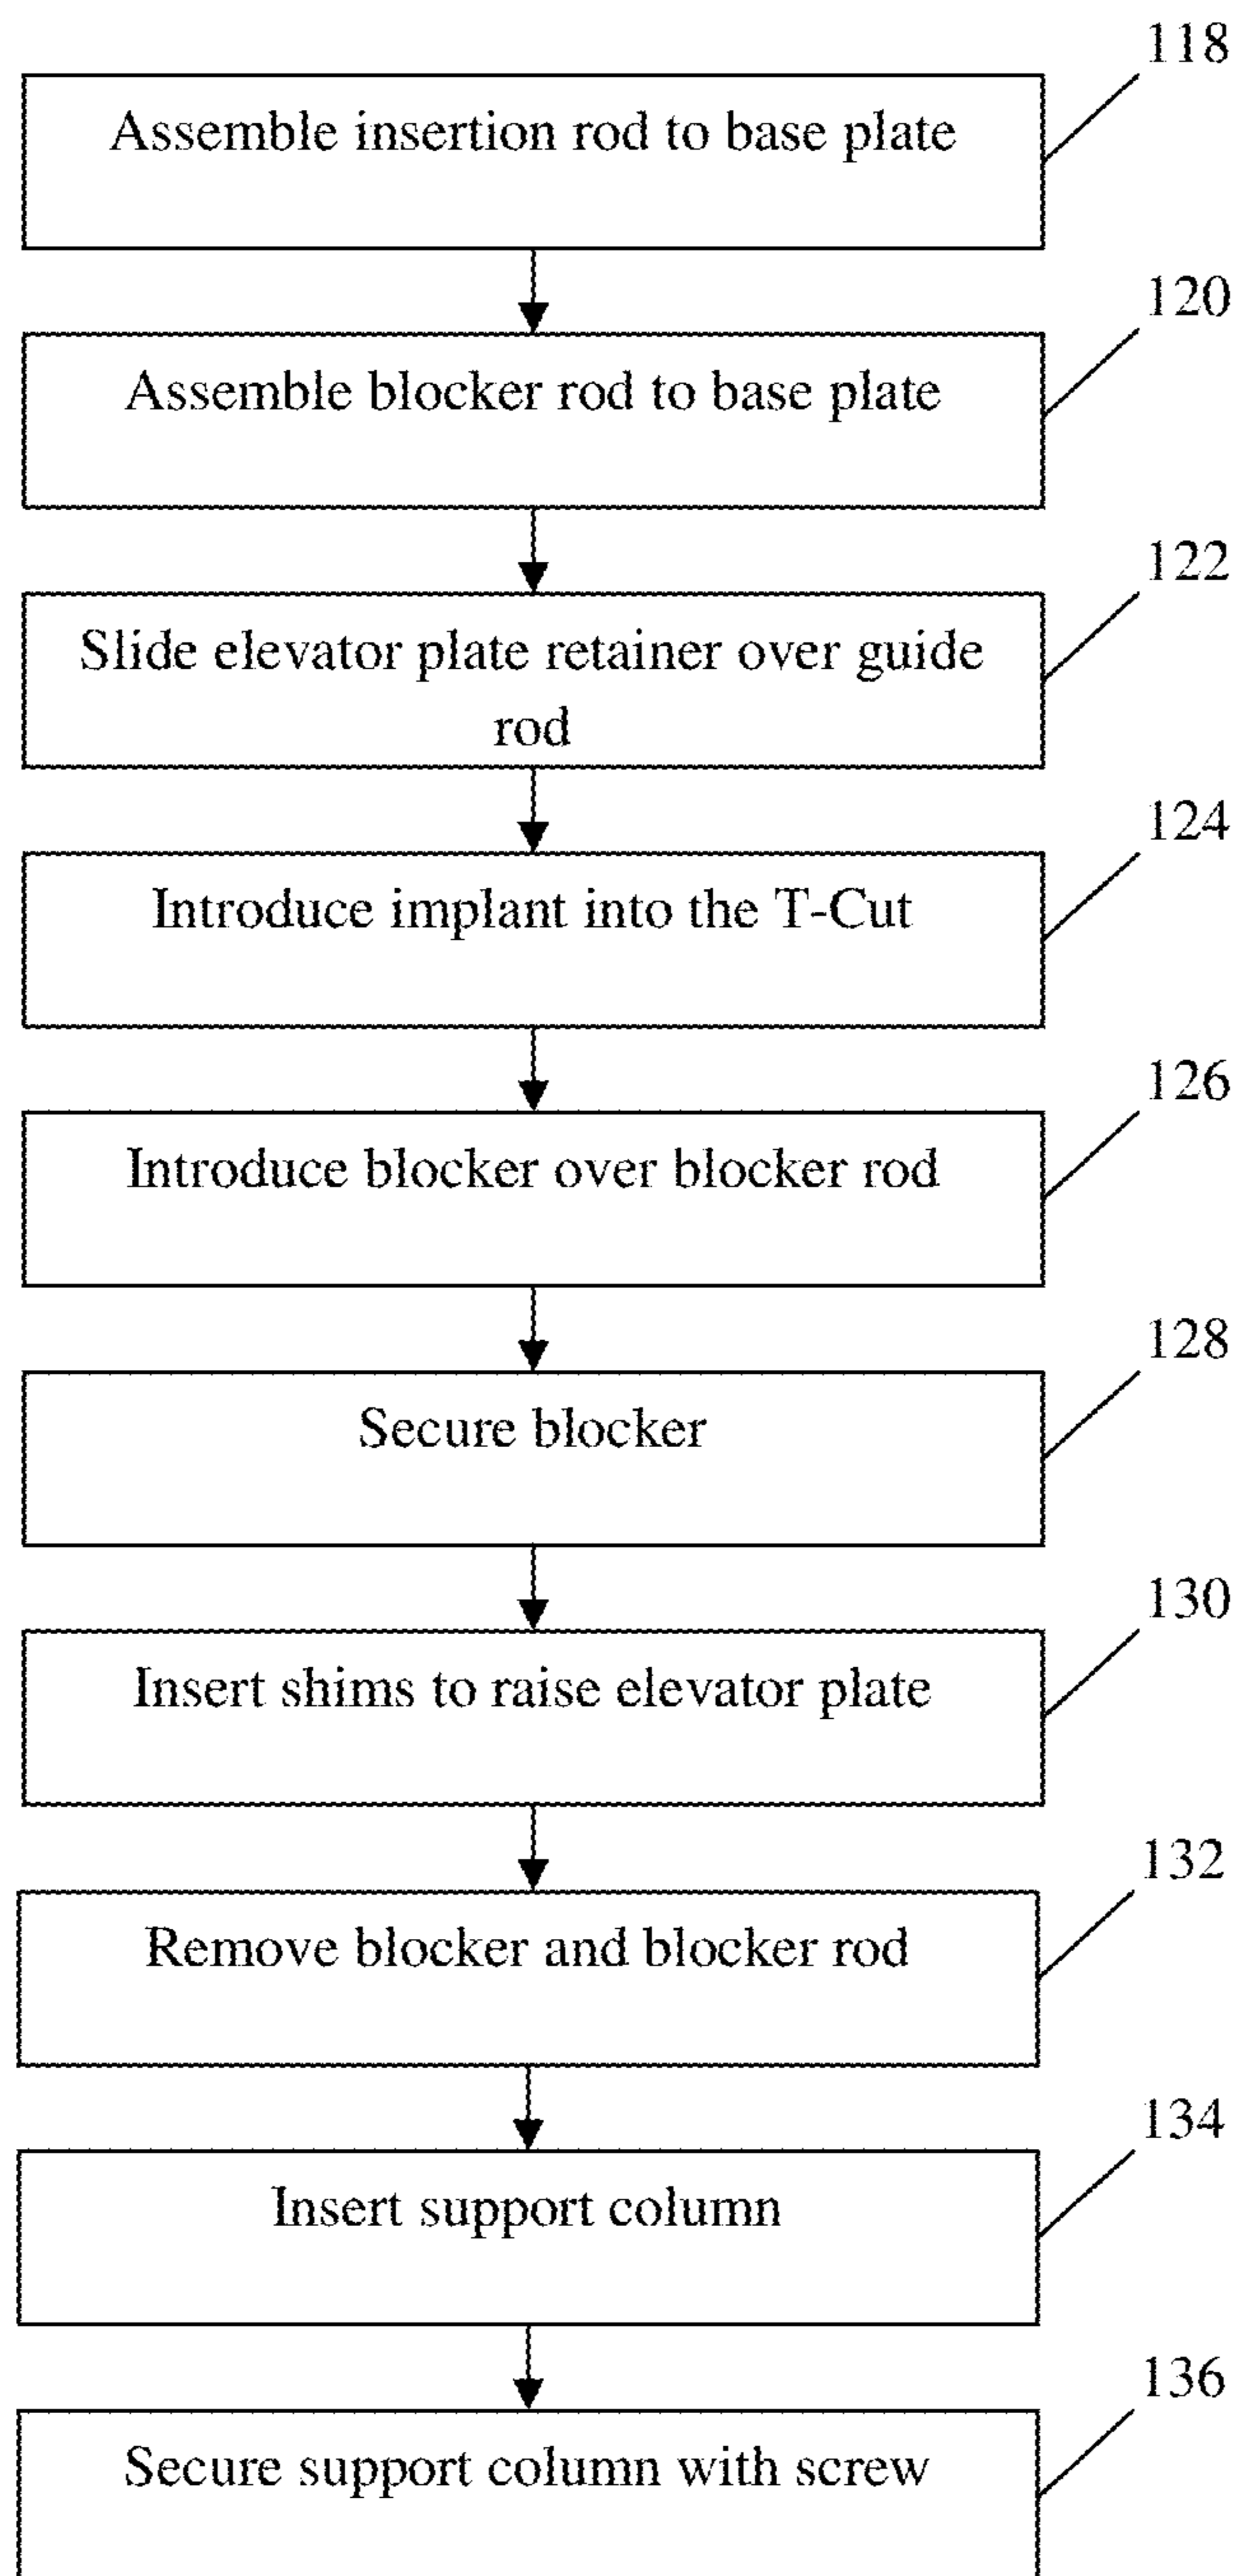 118
Assemble insertion rod to base plate
120
Assemble blocker rod to base plate
122
Slide elevator plate retainer over guide
rod
124
Introduce implant into the T-Cut
126
Introduce blocker over blocker rod
128
Secure blocker
130
Insert shims to raise elevator plate
132
Remove blocker and blocker rod
134
Insert support column
136
Secure support column with screw